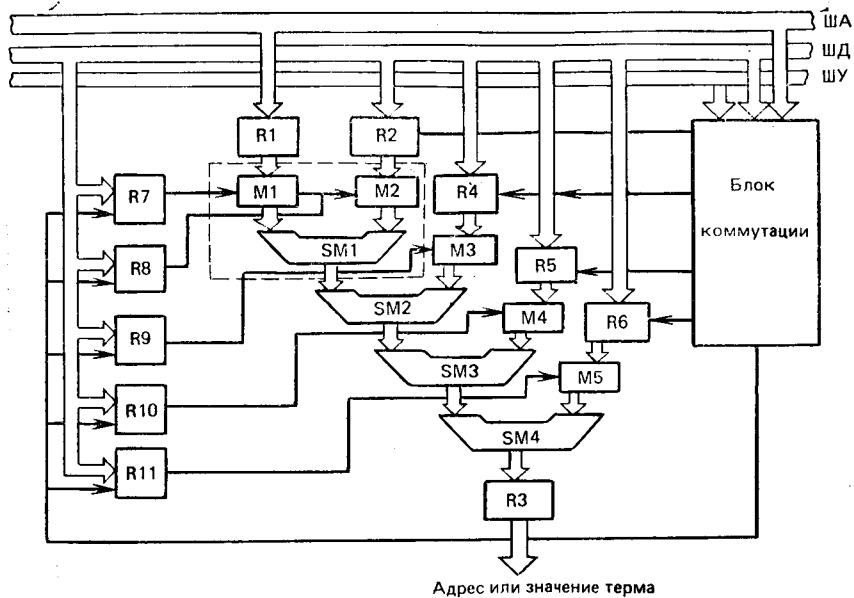 ША
ШД
ШУ
R1
R2
R7
M1
M2
R4
Блок
коммутации
R8
SM1
M3
R5
R9
SM2
M4
R6
R10
SM3
M5
R11
SM4
R3
Адрес или значение терма